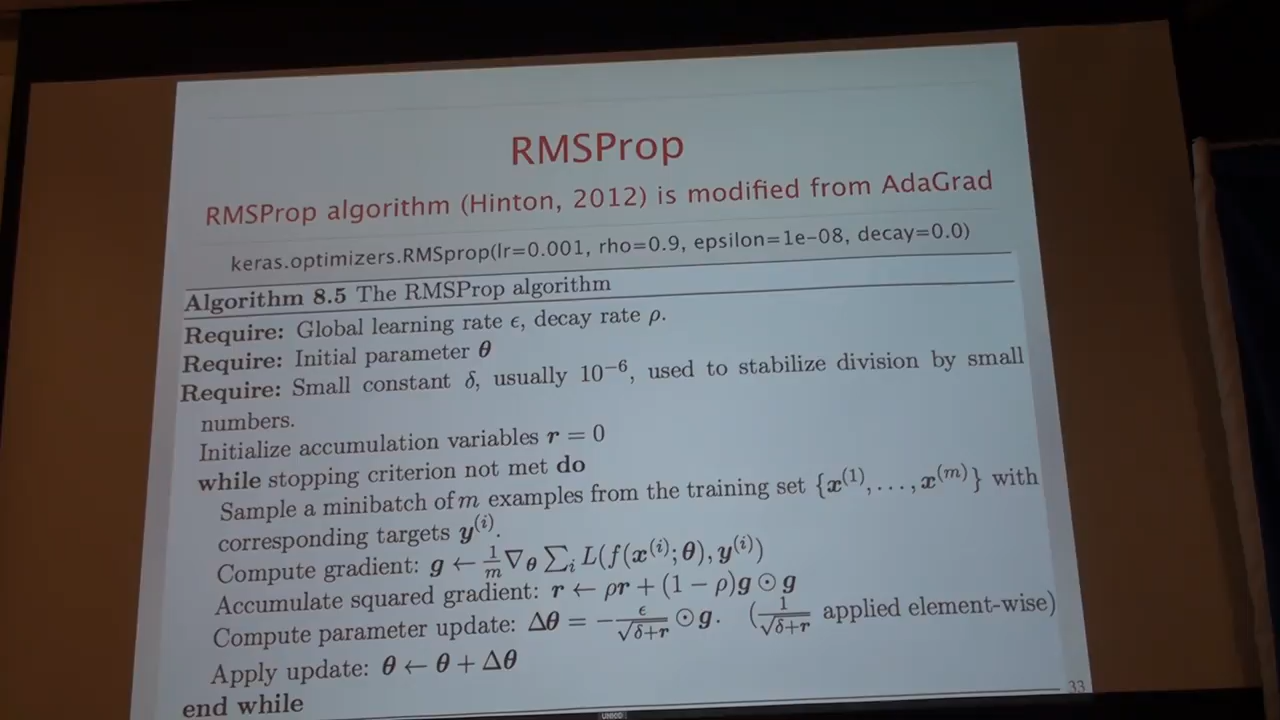 RMSProp
RMSProp algorithm (Hinton, 2012) is modified from AdaGrad
keras.optimizers.RMSprop(lr=0.001, rho=0.9, epsilon=1e-08, decay=0.0)
Algorithm 8.5 The RMSProp algorithm
Require: Global learning rate ϵ, decay rate ρ.
Require: Initial parameter θ
Require: Small constant δ, usually 10⁻⁶, used to stabilize division by small
numbers.
Initialize accumulation variables r = 0
while stopping criterion not met do
Sample a minibatch of m examples from the training set {x⁽¹⁾, . . . , x⁽ᵐ⁾} with
corresponding targets y⁽ⁱ⁾.
Compute gradient: g ← 1/m ∇θ ∑ᵢ L(f(x⁽ⁱ⁾; θ), y⁽ⁱ⁾)
Accumulate squared gradient: r ← ρr + (1 − ρ)g ⊙ g
Compute parameter update: Δθ = −ϵ/√(δ+r) ⊙ g. (1/√(δ+r) applied element-wise)
Apply update: θ ← θ + Δθ
end while
33